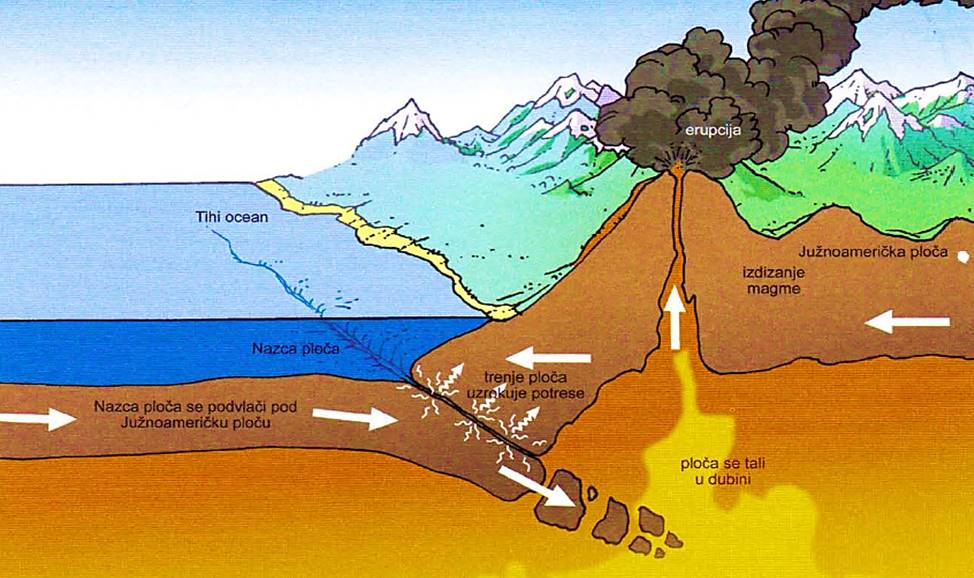 erupcija
Tihi ocean
Južnoamerička ploča
izdizanje
magme
Nazca ploča
trenje ploča
uzrokuje potrese
Nazca ploča se podvlači pod
Južnoameričku ploču
ploča se tali
u dubini